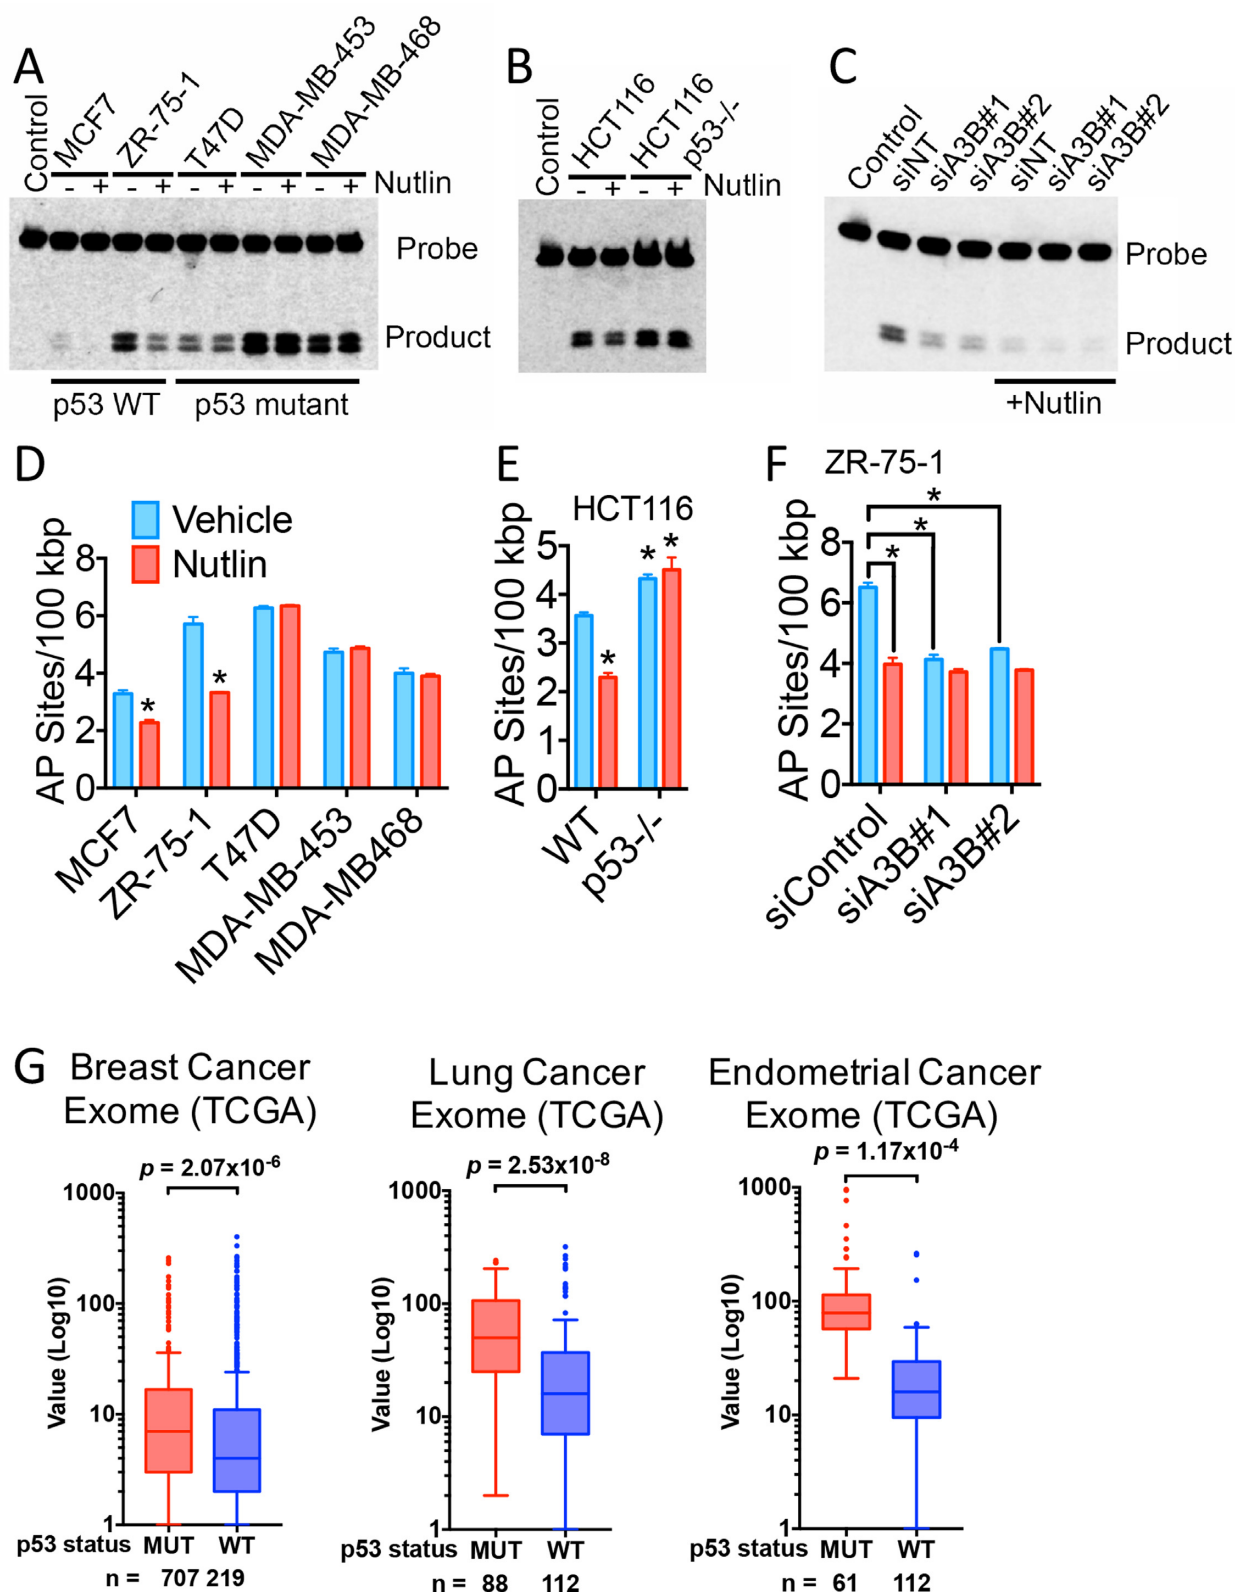 A
Control
MCF7
ZR-75-1
T47D
MDA-MB-453
MDA-MB-468
- + - + - + - + - + Nutlin
Probe
Product
p53 WT p53 mutant
B
Control
HCT116
HCT116
p53-/-
- + - + Nutlin
C
Control
siNT
siA3B#1
siA3B#2
siNT
siA3B#1
siA3B#2
Probe
Product
+Nutlin
D
Vehicle
Nutlin
AP Sites/100 kbp
8
6
4
2
0
* *
MCF7
ZR-75-1
T47D
MDA-MB-453
MDA-MB468
E
HCT116
AP Sites/100 kbp
5
4
3
2
1
0
* * *
WT
p53-/-
F ZR-75-1
AP Sites/100 kbp
8
6
4
2
0
*
*
*
siControl
siA3B#1
siA3B#2
G
Breast Cancer
Exome (TCGA)
p = 2.07x10-6
Value (Log10)
1000
100
10
1
p53 status MUT WT
n = 707 219
Lung Cancer
Exome (TCGA)
p = 2.53x10-8
Value (Log10)
1000
100
10
1
p53 status MUT WT
n = 88 112
Endometrial Cancer
Exome (TCGA)
p = 1.17x10-4
Value (Log10)
1000
100
10
1
p53 status MUT WT
n = 61 112